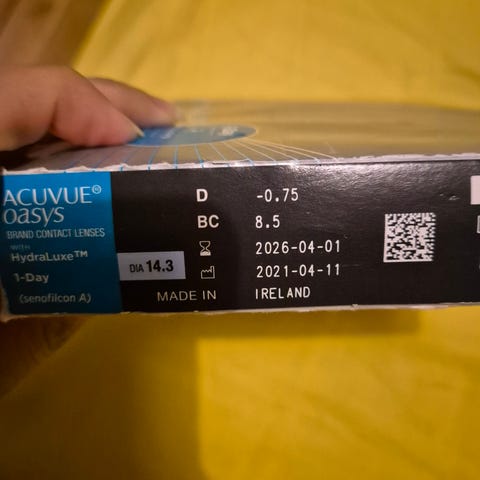 ACUVUE®
oasys
BRAND CONTACT LENSES
WITH
HydraLuxe™
1-Day
(senofilcon A)
DIA 14.3
D -0.75
BC 8.5
2026-04-01
2021-04-11
MADE IN IRELAND